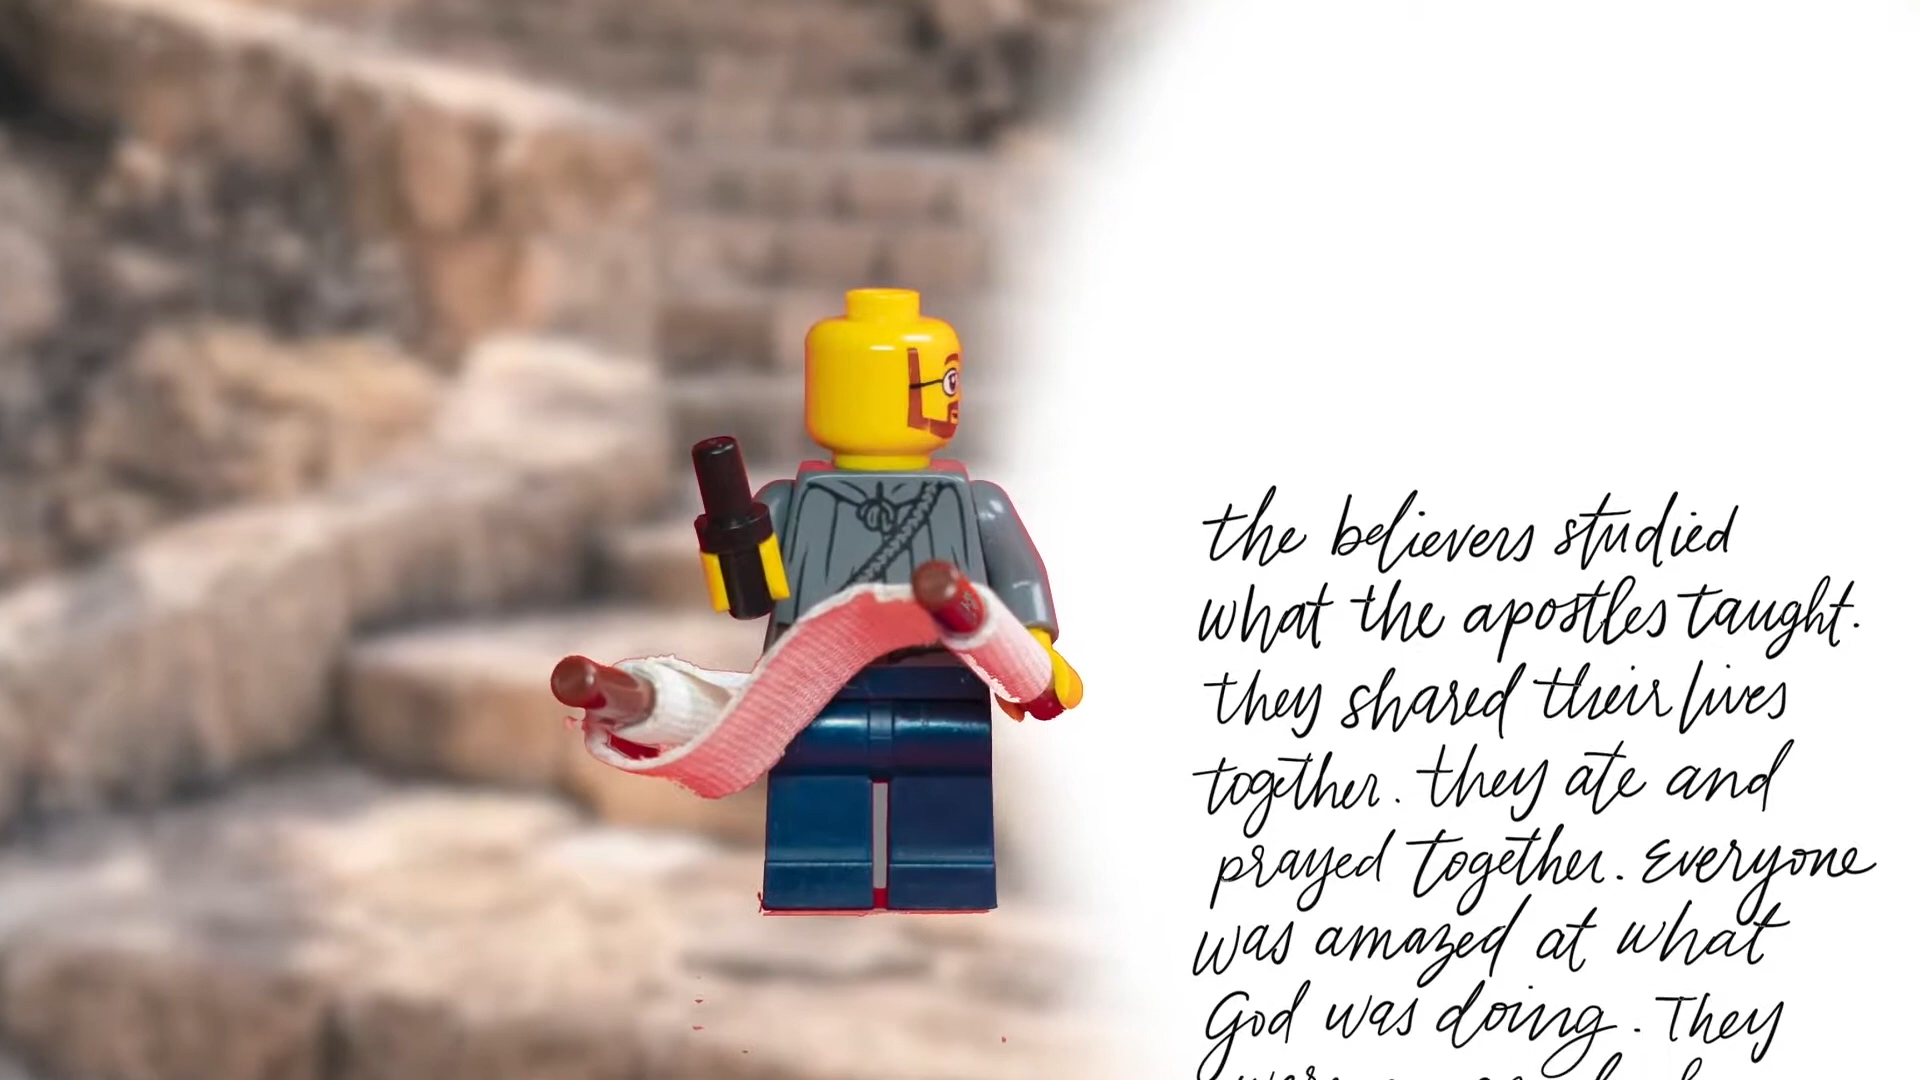 the believers studied
what the apostles taught.
they shared their lives
together. they ate and
prayed together. Everyone
was amazed at what
God was doing. They